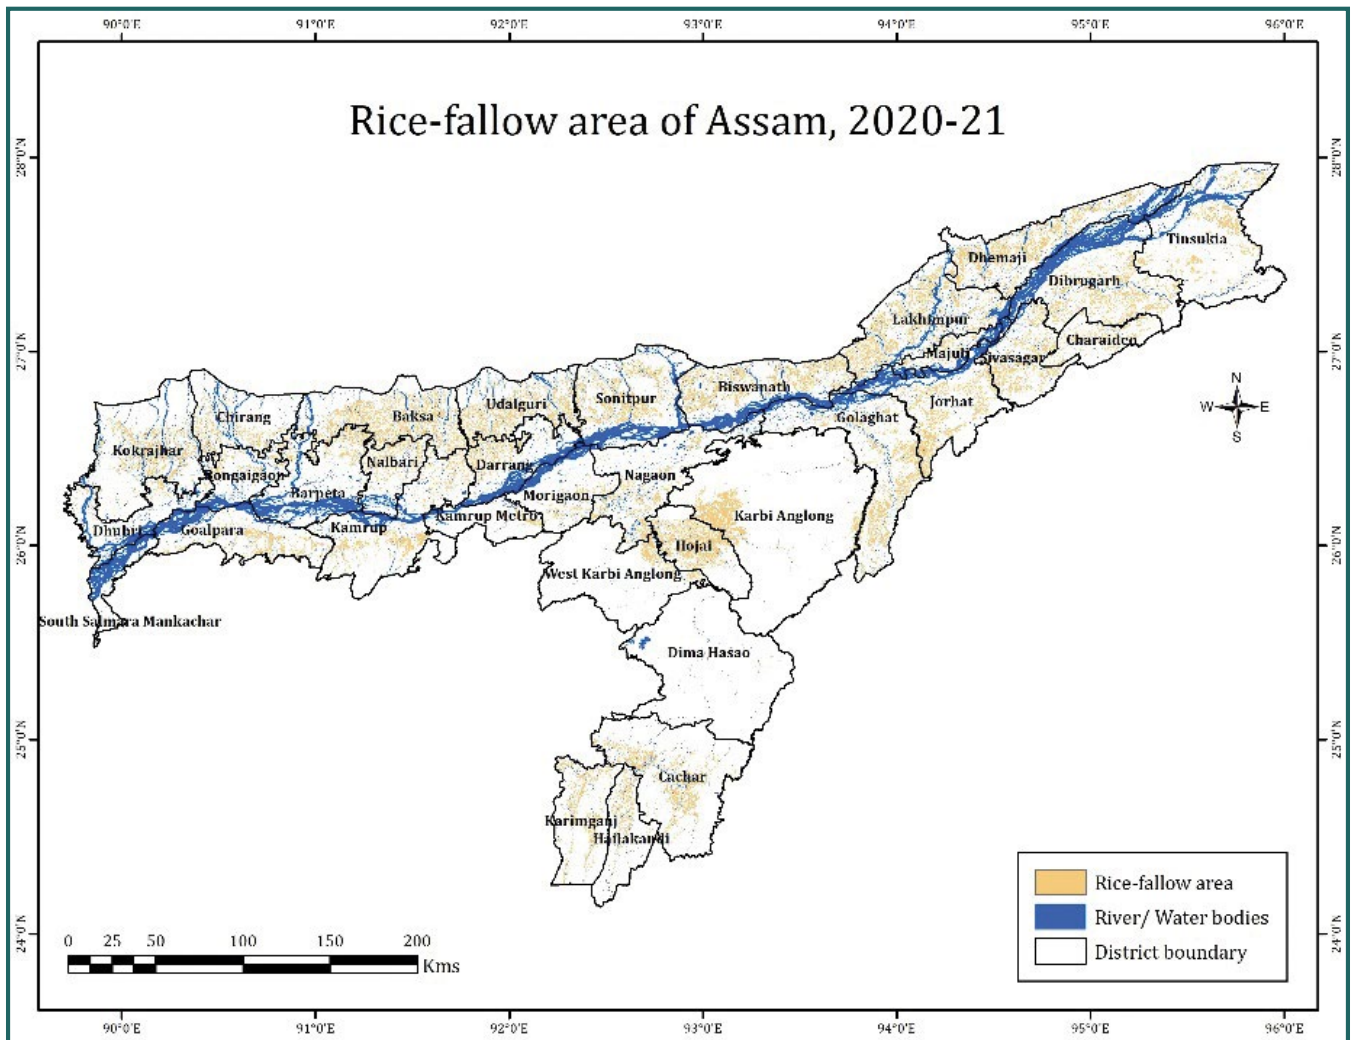 90°0'E 91°0'E 92°0'E 93°0'E 94°0'E 95°0'E 96°0'E
Rice-fallow area of Assam, 2020-21
28°0'N 28°0'N
Tinsukia
Dhemaji
Dibrugarh
Lakhimpur
Charaideo
27°0'N Majuli Sivasagar 27°0'N
Biswanath
Sonitpur
Udalguri Jorhat
Chirang Baksa Golaghat
N
W E
S
Kokrajhar
Nalbari Darrang
Bongaigaon Nagaon
Barpeta Morigaon
Kamrup Metro Karbi Anglong
Dhubri Goalpara Kamrup
26°0'N Hojai 26°0'N
West Karbi Anglong
South Salmara Mankachar
Dima Hasao
25°0'N 25°0'N
Cachar
Karimganj
Hailakandi
Rice-fallow area
River/ Water bodies
District boundary
24°0'N 24°0'N
0 25 50 100 150 200
Kms
90°0'E 91°0'E 92°0'E 93°0'E 94°0'E 95°0'E 96°0'E